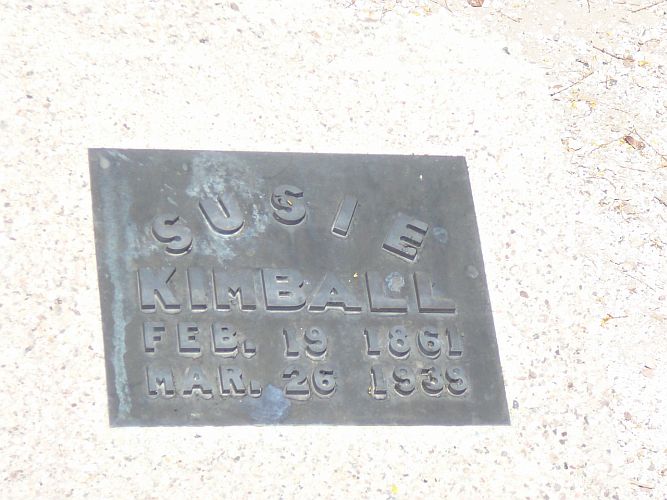 SUSIE
KIMBALL
FEB. 19 1861
MAR. 26 1939